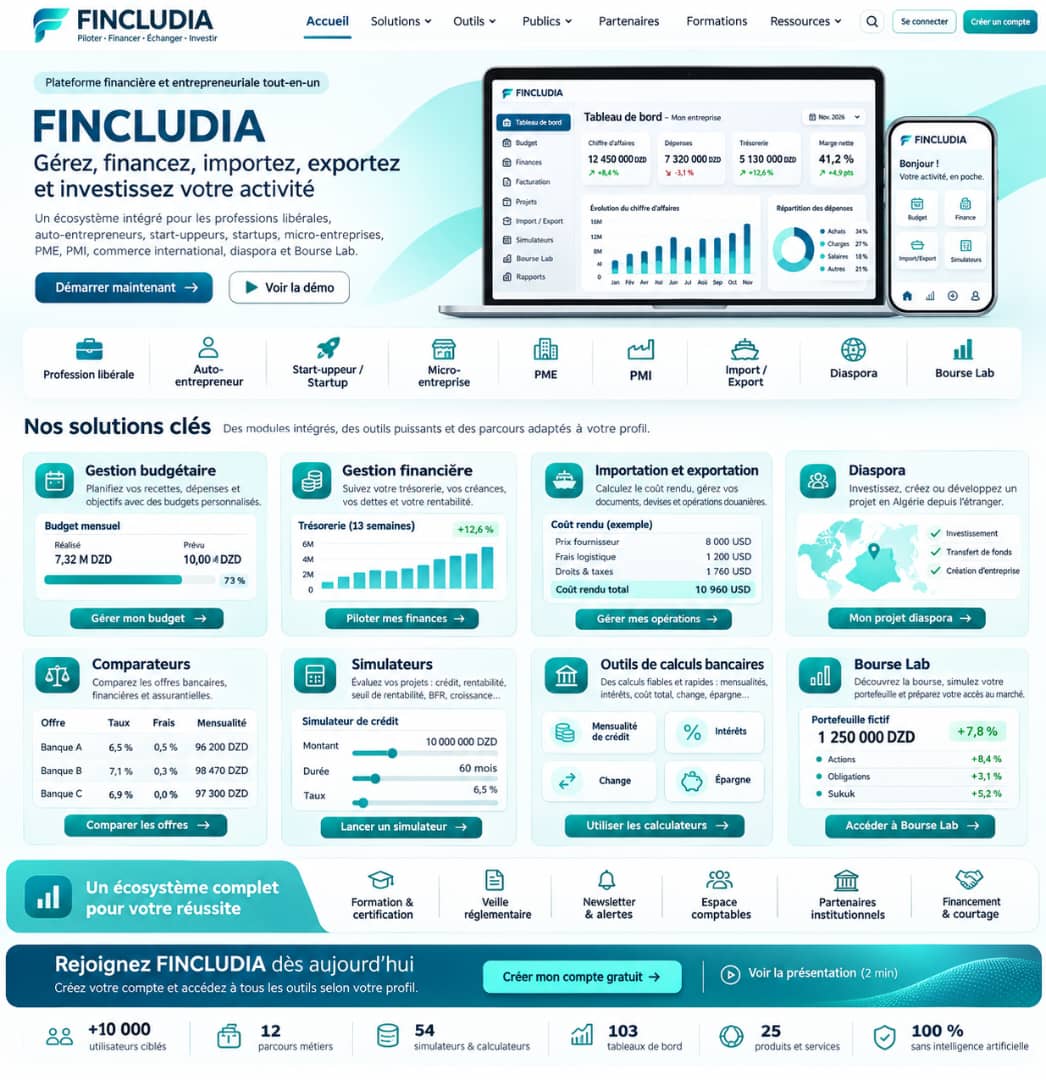 FINCLUDIA
Piloter • Financer • Échanger • Investir
Accueil
Solutions
Outils
Publics
Partenaires
Formations
Ressources
Se connecter
Créer un compte
Plateforme financière et entrepreneuriale tout-en-un
FINCLUDIA
Gérez, financez, importez, exportez
et investissez votre activité
Un écosystème intégré pour les professions libérales,
auto-entrepreneurs, start-uppeurs, startups, micro-entreprises,
PME, PMI, commerce international, diaspora et Bourse Lab.
Démarrer maintenant →
Voir la démo
FINCLUDIA
Tableau de bord
Budget
Finances
Facturation
Projets
Import / Export
Simulateurs
Bourse Lab
Rapports
Tableau de bord – Mon entreprise
Nov. 2026
Chiffre d'affaires
12 450 000 DZD
+8,4 %
Dépenses
7 320 000 DZD
-3,1 %
Trésorerie
5 130 000 DZD
+12,6 %
Marge nette
41,2 %
+4,9 pts
Évolution du chiffre d'affaires
12M
8M
0
Jan Fév Avr Jun Jul Aoû Sep Oct Nov
Répartition des dépenses
Achats 34 %
Charges 27 %
Salaires 18 %
Autres 21 %
FINCLUDIA
Bonjour !
Votre activité, en poche.
Budget
Finance
Import/Export
Simulateurs
Profession libérale
Auto-
entrepreneur
Start-uppeur /
Startup
Micro-
entreprise
PME
PMI
Import /
Export
Diaspora
Bourse Lab
Nos solutions clés
Des modules intégrés, des outils puissants et des parcours adaptés à votre profil.
Gestion budgétaire
Planifiez vos recettes, dépenses et
objectifs avec des budgets personnalisés.
Budget mensuel
Réalisé
7,32 M DZD
Prévu
DZD
73 %
Gérer mon budget →
Gestion financière
Suivez votre trésorerie, vos créances,
vos dettes et votre rentabilité.
Trésorerie (13 semaines)
+12,6 %
6M
4M
2M
0
Piloter mes finances →
Importation et exportation
Calculez le coût rendu, gérez vos
documents, devises et opérations douanières.
Coût rendu (exemple)
Prix fournisseur 8 000 USD
Frais logistique 1 200 USD
Droits & taxes 1 760 USD
Coût rendu total 10 960 USD
Gérer mes opérations →
Diaspora
Investissez, créez ou développez un
projet en Algérie depuis l'étranger.
Investissement
Transfert de fonds
Création d'entreprise
Mon projet diaspora →
Comparateurs
Comparez les offres bancaires,
financières et assurantielles.
Offre Taux Frais Mensualité
Banque A 6,5 % 0,5 % 96 200 DZD
Banque B 7,1 % 0,3 % 98 470 DZD
Banque C 6,9 % 0,0 % 97 300 DZD
Comparer les offres →
Simulateurs
Évaluez vos projets : crédit, rentabilité,
seuil de rentabilité, BFR, croissance...
Simulateur de crédit
Montant 10 000 000 DZD
Durée 60 mois
Taux 6,5 %
Lancer un simulateur →
Outils de calculs bancaires
Des calculs fiables et rapides : mensualités,
intérêts, coût total, change, épargne...
Mensualité
de crédit
Intérêts
Change
Épargne
Utiliser les calculateurs →
Bourse Lab
Découvrez la bourse, simulez votre
portefeuille et préparez votre accès au marché.
Portefeuille fictif
1 250 000 DZD
+7,8 %
Actions +8,4 %
Obligations +3,1 %
Sukuk +5,2 %
Accéder à Bourse Lab →
Un écosystème complet
pour votre réussite
Formation &
certification
Veille
réglementaire
Newsletter
& alertes
Espace
comptables
Partenaires
institutionnels
Financement
& courtage
Rejoignez FINCLUDIA dès aujourd'hui
Créez votre compte et accédez à tous les outils selon votre profil.
Créer mon compte gratuit →
Voir la présentation (2 min)
+10 000
utilisateurs ciblés
12
parcours métiers
54
simulateurs & calculateurs
103
tableaux de bord
25
produits et services
100 %
sans intelligence artificielle